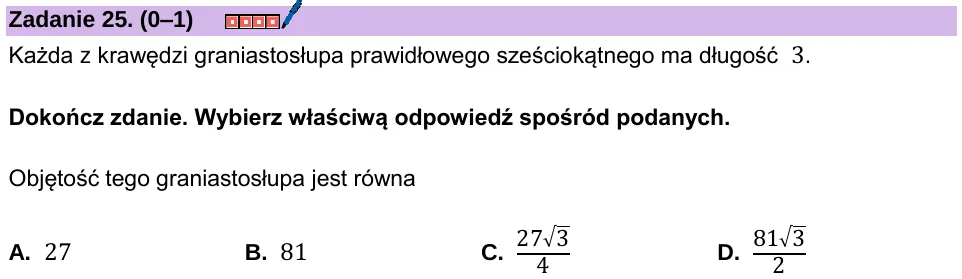 Zadanie 25. (0–1)
Każda z krawędzi graniastosłupa prawidłowego sześciokątnego ma długość 3.
Dokończ zdanie. Wybierz właściwą odpowiedź spośród podanych.
Objętość tego graniastosłupa jest równa
A. 27 B. 81 C. 27√3/4 D. 81√3/2